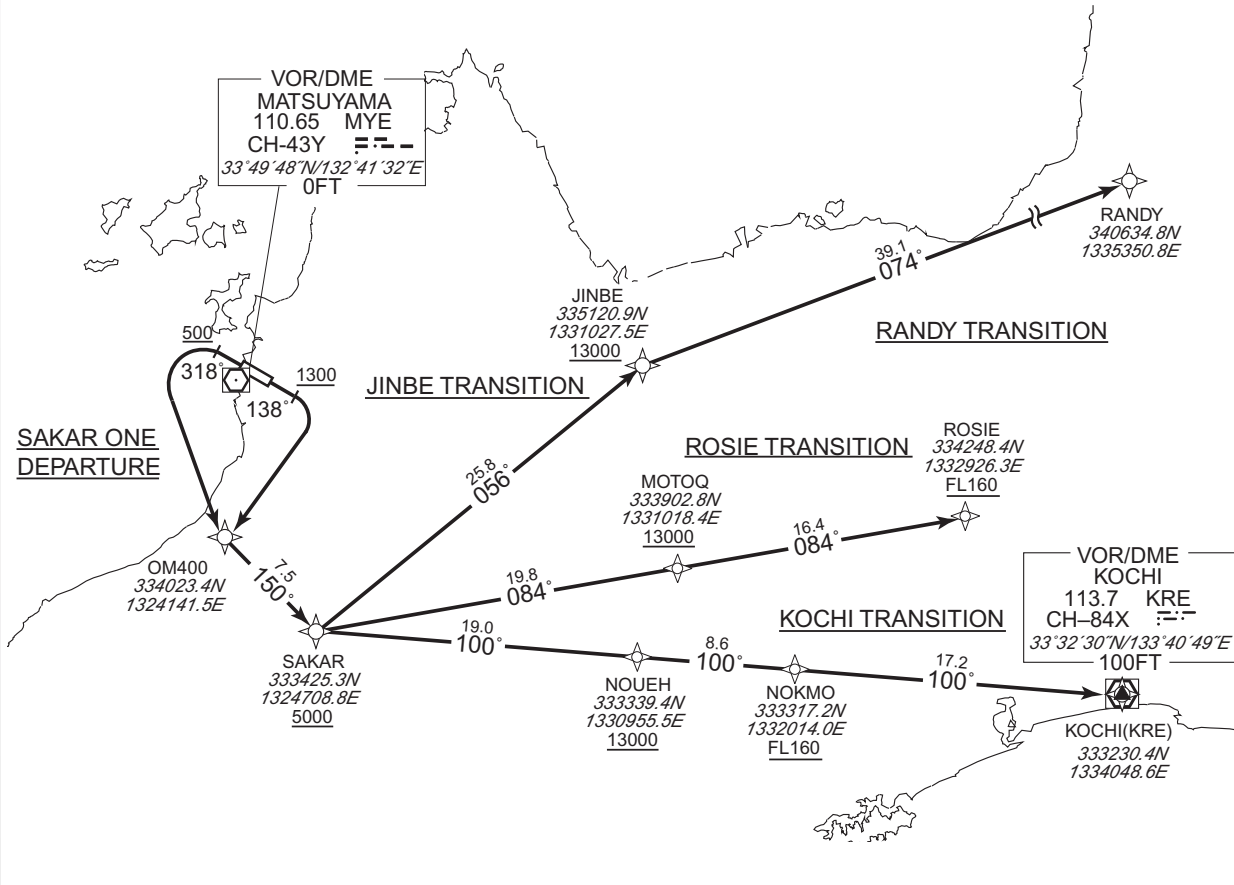 VOR/DME
MATSUYAMA
110.65 MYE
CH-43Y
33°49´48˝N/132°41´32˝E
0FT
RANDY
340634.8N
1335350.8E
39.1
074°
JINBE
335120.9N
1331027.5E
13000
RANDY TRANSITION
500
318°
1300
138°
JINBE TRANSITION
SAKAR ONE
DEPARTURE
25.8
056°
ROSIE TRANSITION
ROSIE
334248.4N
1332926.3E
FL160
MOTOQ
333902.8N
1331018.4E
13000
16.4
084°
OM400
334023.4N
1324141.5E
7.5
150°
19.8
084°
VOR/DME
KOCHI
113.7 KRE
CH–84X
33°32´30˝N/133°40´49˝E
100FT
KOCHI TRANSITION
19.0
100°
8.6
100°
17.2
100°
SAKAR
333425.3N
1324708.8E
5000
NOUEH
333339.4N
1330955.5E
13000
NOKMO
333317.2N
1332014.0E
FL160
KOCHI(KRE)
333230.4N
1334048.6E